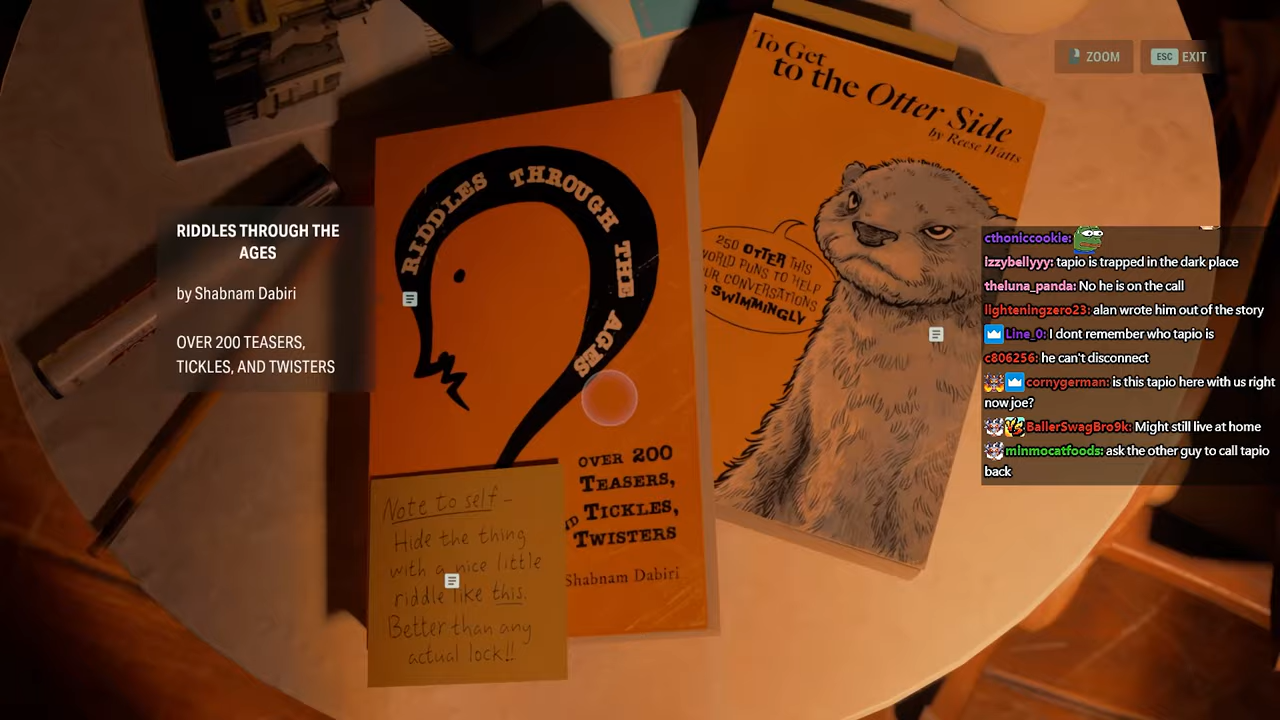 ZOOM
ESC EXIT
RIDDLES THROUGH THE
AGES
by Shabnam Dabiri
OVER 200 TEASERS,
TICKLES, AND TWISTERS
RIDDLES THROUGH THE AGES
OVER 200
TEASERS,
TICKLES,
TWISTERS
Shabnam Dabiri
Note to self -
Hide the thing
with a nice little
riddle like this.
Better than any
actual lock!!
To Get
to the Otter Side
by Reese Watts
250 OTTER THIS
WORLD PUNS TO HELP
CONVERSATIONS
SWIMMINGLY
cthoniccookie:
izzybellyyy: tapio is trapped in the dark place
theluna_panda: No he is on the call
lighteningzero23: alan wrote him out of the story
Line_0: I dont remember who tapio is
c806256: he can't disconnect
cornygerman: is this tapio here with us right
now joe?
BallerSwagBro9k: Might still live at home
minmocatfoods: ask the other guy to call tapio
back